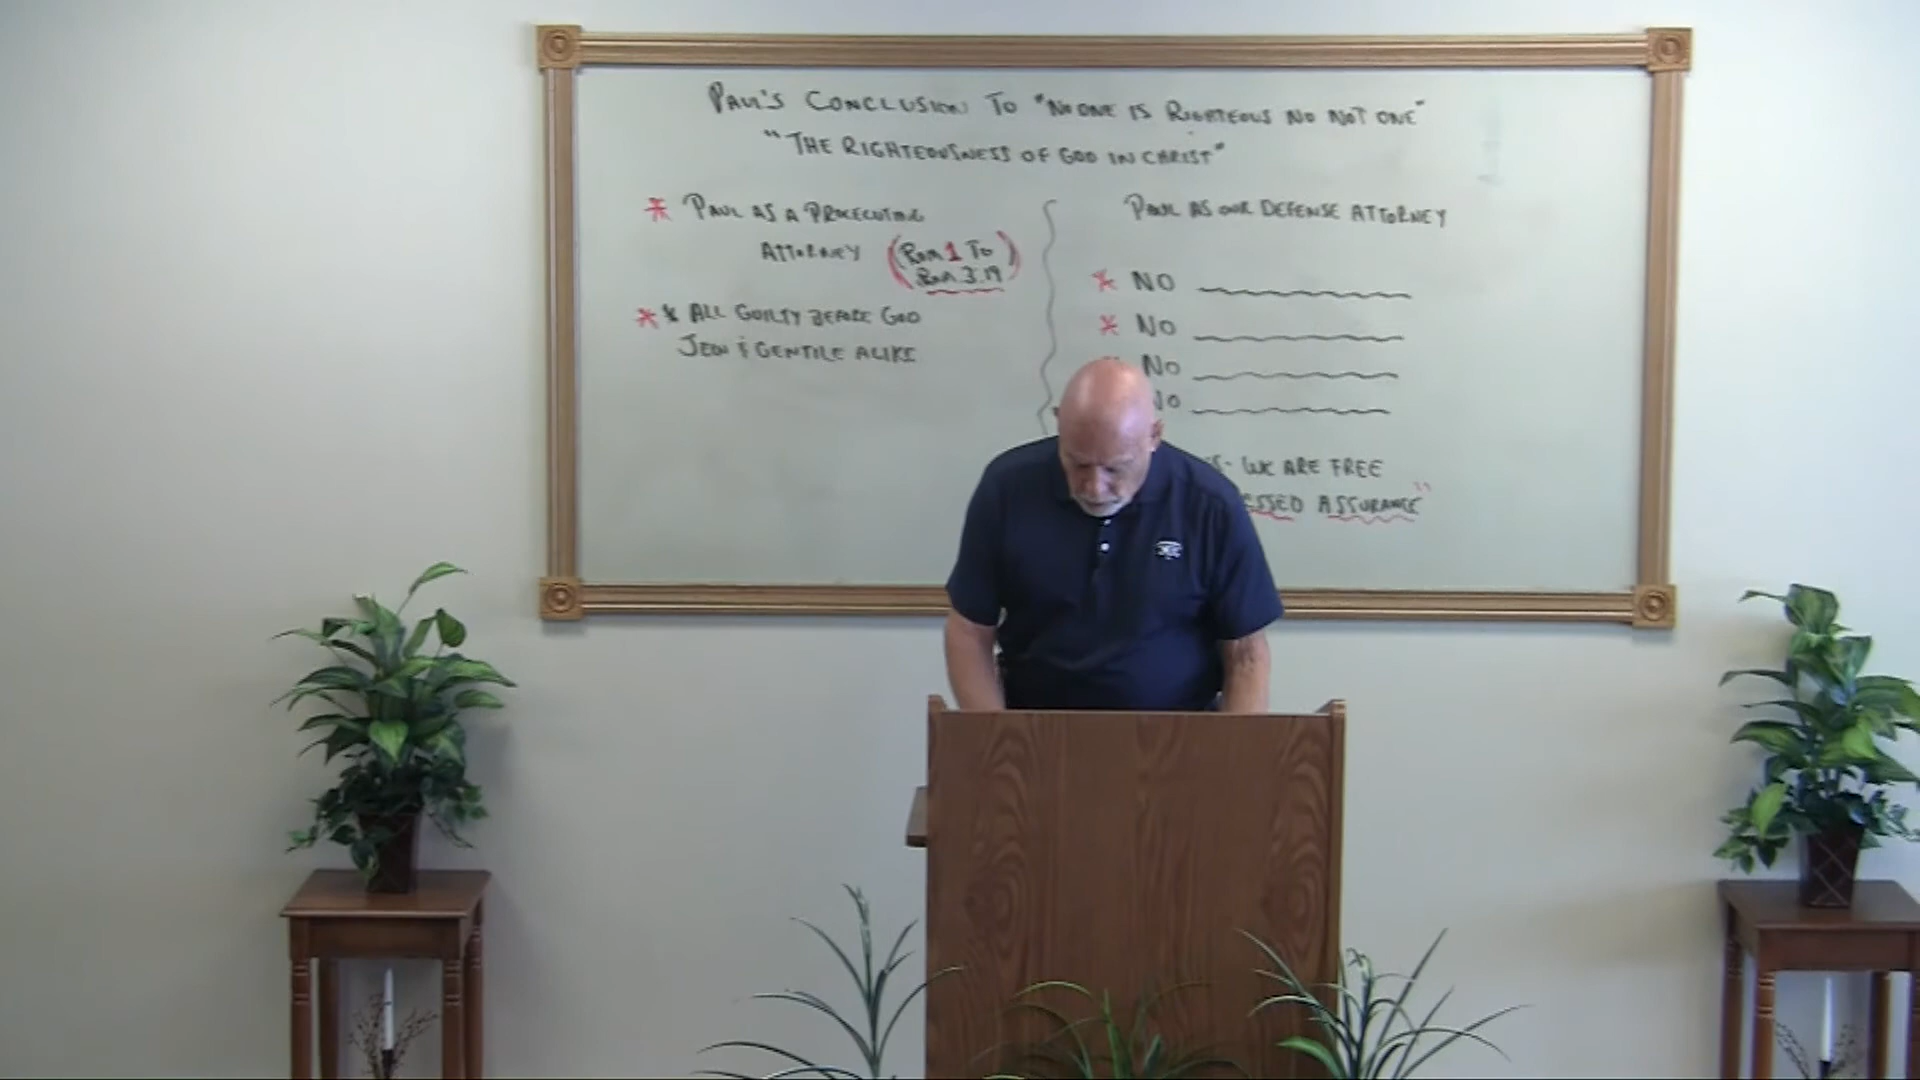 PAUL'S CONCLUSION TO "NO ONE IS RIGHTEOUS NO NOT ONE"
"THE RIGHTEOUSNESS OF GOD IN CHRIST"
* PAUL AS A PROCECUTING
ATTORNEY (ROM 1 TO
ROM 3:19)
* ALL GUILTY BEFORE GOD
JEW & GENTILE ALIKE
PAUL AS OUR DEFENSE ATTORNEY
* NO
* NO
NO
NO
WE ARE FREE
ASSURANCE"